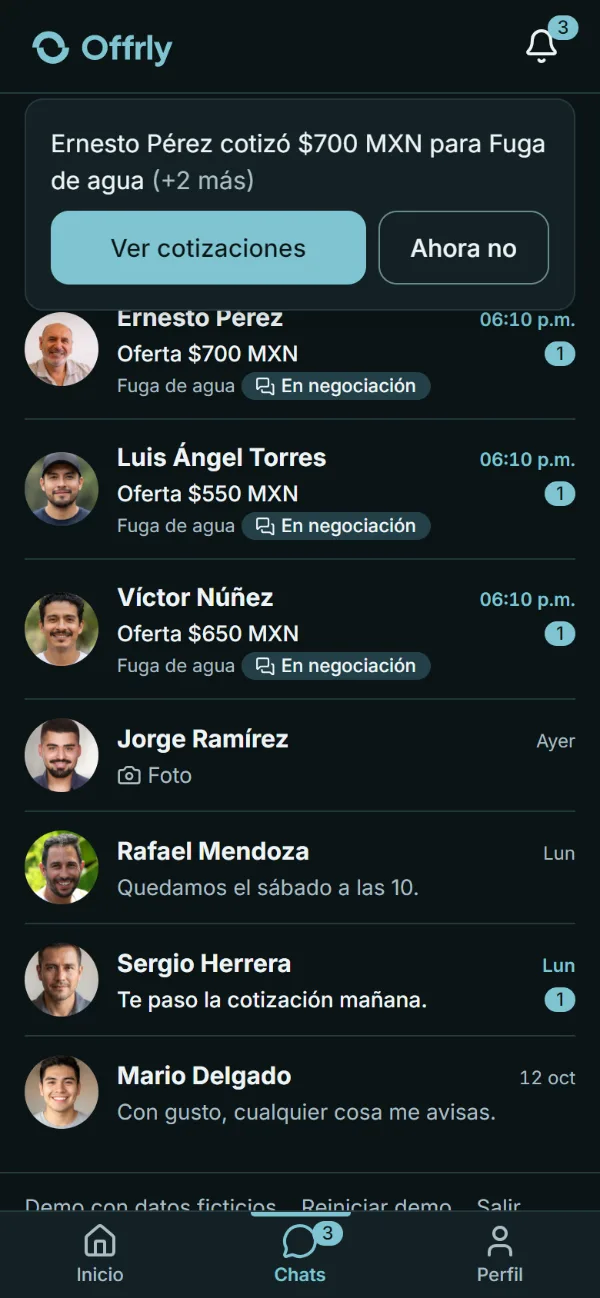 Offrly
3
Ernesto Pérez cotizó $700 MXN para Fuga
de agua (+2 más)
Ver cotizaciones
Ahora no
Ernesto Pérez
06:10 p.m.
Oferta $700 MXN
1
Fuga de agua
En negociación
Luis Ángel Torres
06:10 p.m.
Oferta $550 MXN
1
Fuga de agua
En negociación
Víctor Núñez
06:10 p.m.
Oferta $650 MXN
1
Fuga de agua
En negociación
Jorge Ramírez
Ayer
Foto
Rafael Mendoza
Lun
Quedamos el sábado a las 10.
Sergio Herrera
Lun
Te paso la cotización mañana.
1
Mario Delgado
12 oct
Con gusto, cualquier cosa me avisas.
Demo con datos ficticios
Reiniciar demo
Salir
3
Inicio
Chats
Perfil